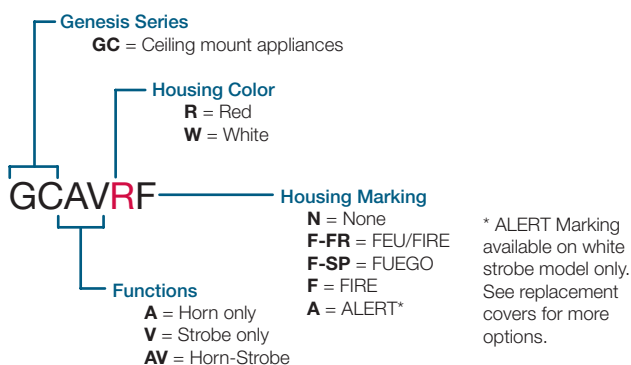 Genesis Series
GC = Ceiling mount appliances
Housing Color
R = Red
W = White
GCAVRF
Housing Marking
N = None
F-FR = FEU/FIRE
F-SP = FUEGO
F = FIRE
A = ALERT*
* ALERT Marking
available on white
strobe model only.
See replacement
covers for more
options.
Functions
A = Horn only
V = Strobe only
AV = Horn-Strobe